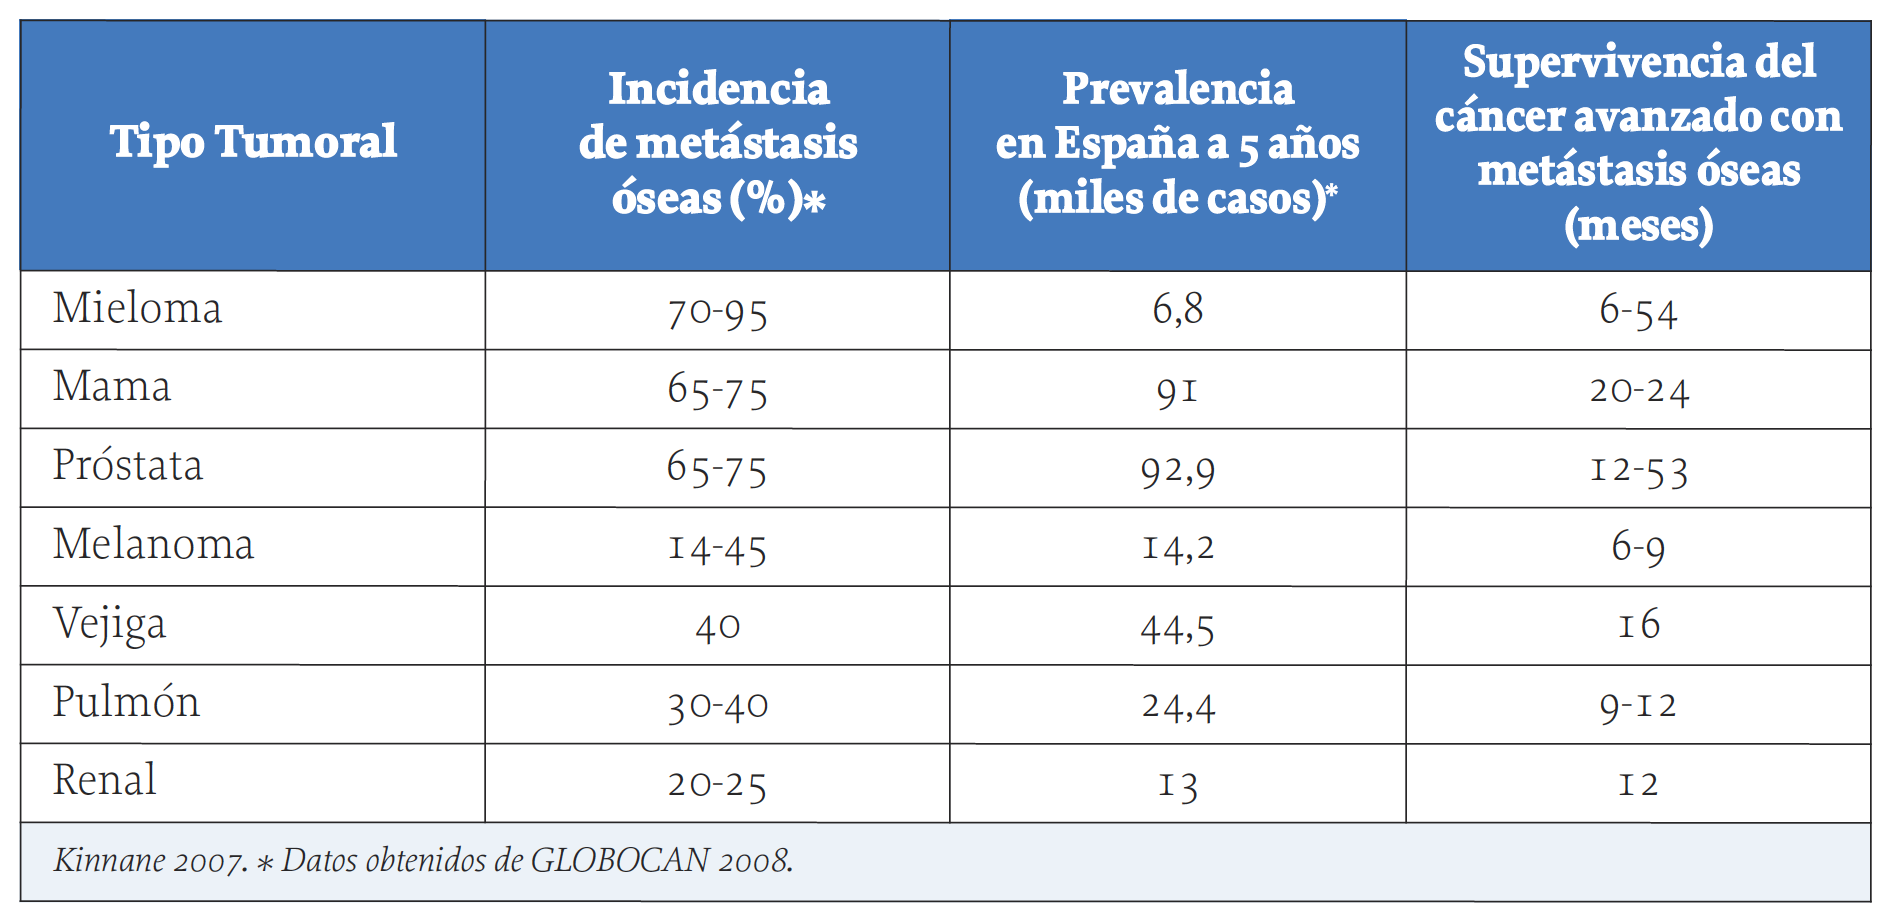 Tipo Tumoral
Incidencia
de metástasis
óseas (%)*
Prevalencia
en España a 5 años
(miles de casos)*
Supervivencia del
cáncer avanzado con
metástasis óseas
(meses)
Mieloma 70-95 6,8 6-54
Mama 65-75 91 20-24
Próstata 65-75 92,9 12-53
Melanoma 14-45 14,2 6-9
Vejiga 40 44,5 16
Pulmón 30-40 24,4 9-12
Renal 20-25 13 12
Kinnane 2007. * Datos obtenidos de GLOBOCAN 2008.